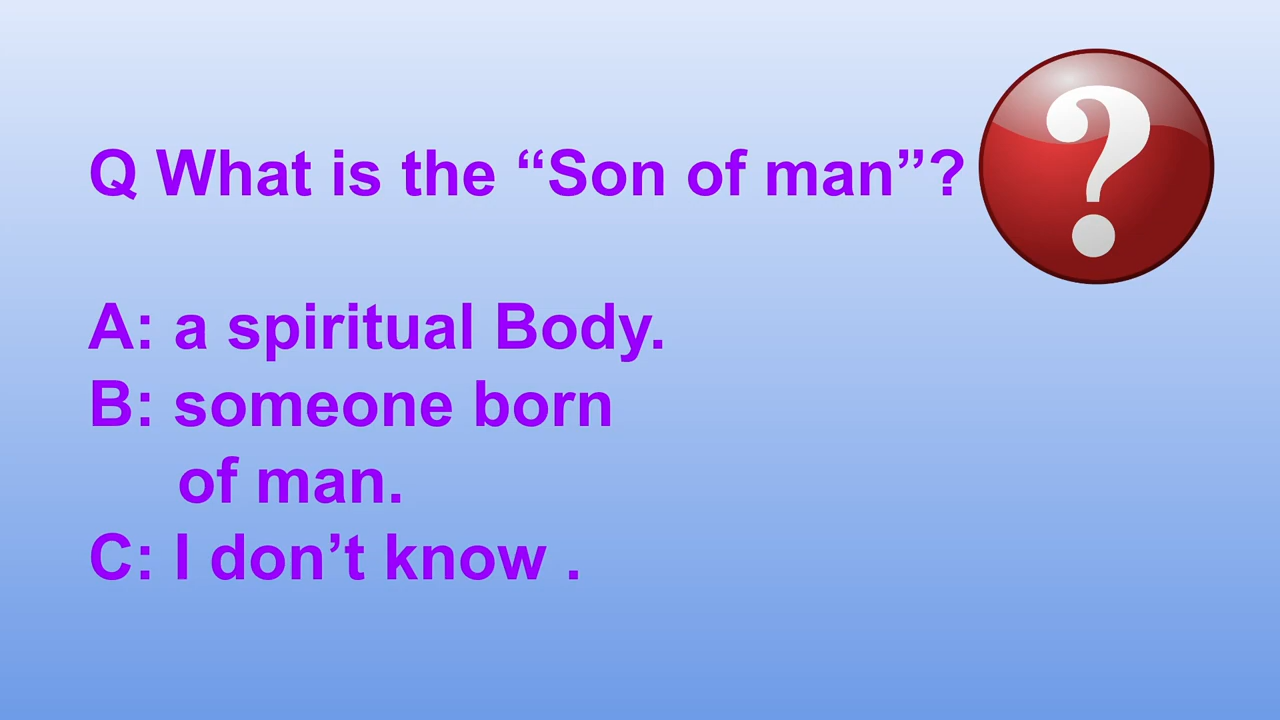 Q What is the “Son of man”?
A: a spiritual Body.
B: someone born
of man.
C: I don’t know .
?